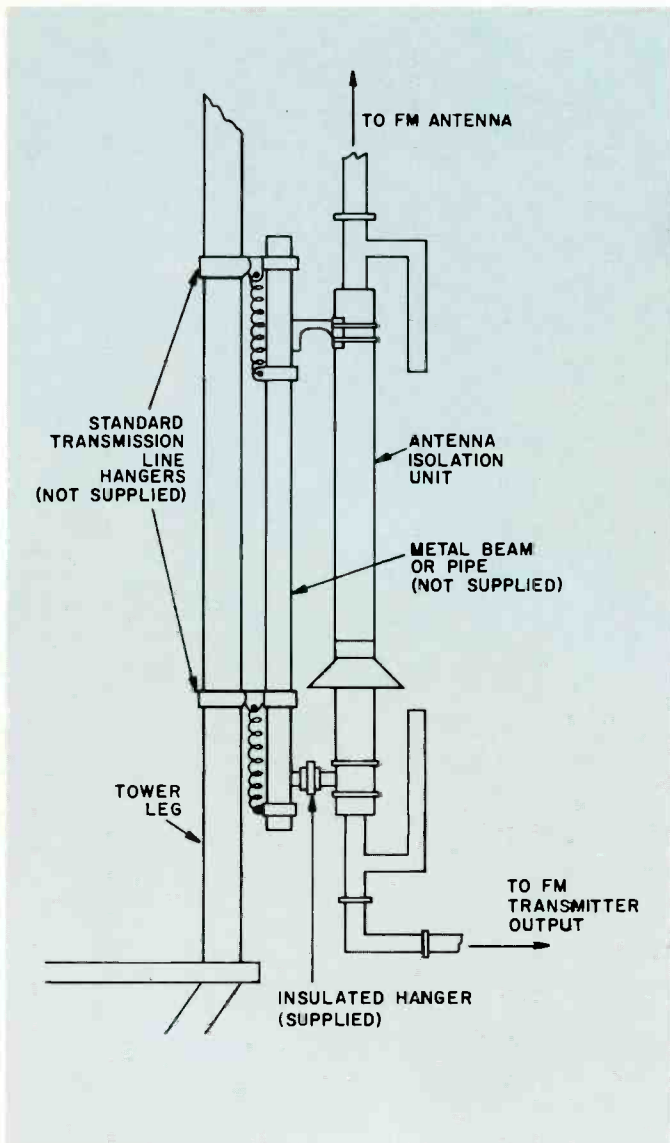 TO FM ANTENNA
STANDARD
TRANSMISSION
LINE
HANGERS
(NOT SUPPLIED)
ANTENNA
ISOLATION
UNIT
METAL BEAM
OR PIPE
(NOT SUPPLIED)
TOWER
LEG
TO FM
TRANSMITTER
OUTPUT
INSULATED HANGER
(SUPPLIED)